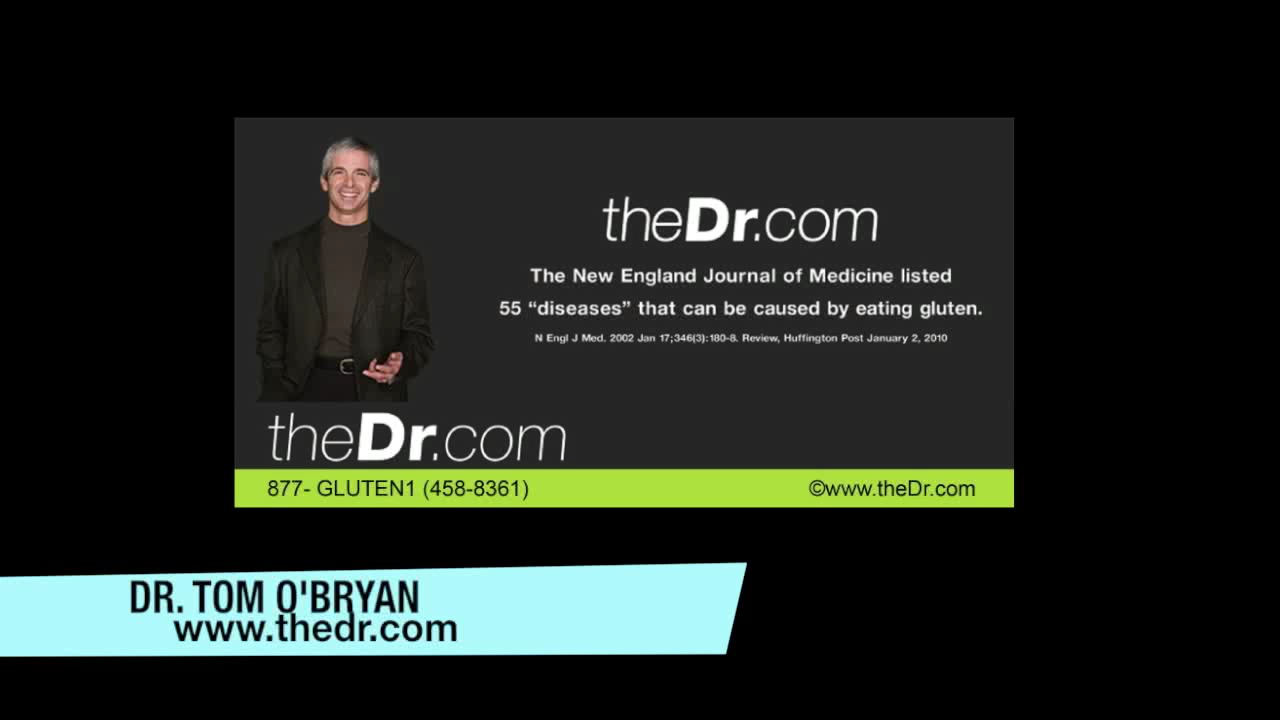 theDr.com
The New England Journal of Medicine listed
55 “diseases” that can be caused by eating gluten.
N Engl J Med. 2002 Jan 17;346(3):180-8. Review, Huffington Post January 2, 2010
theDr.com
877- GLUTEN1 (458-8361)
©www.theDr.com
DR. TOM O'BRYAN
www.thedr.com